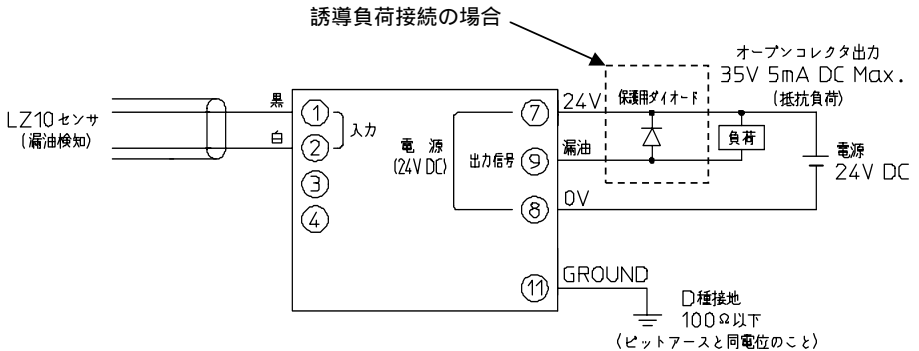 誘導負荷接続の場合
オープンコレクタ出力
35V 5mA DC Max.
(抵抗負荷)
LZ10センサ
(漏油検知)
黒
白
①
②
③
④
入力
電 源
(24V DC)
出力信号
⑦
⑨
⑧
⑪
24V
漏油
0V
保護用ダイオード
負荷
電源
24V DC
GROUND
D種接地
100Ω以下
(ピットアースと同電位のこと)